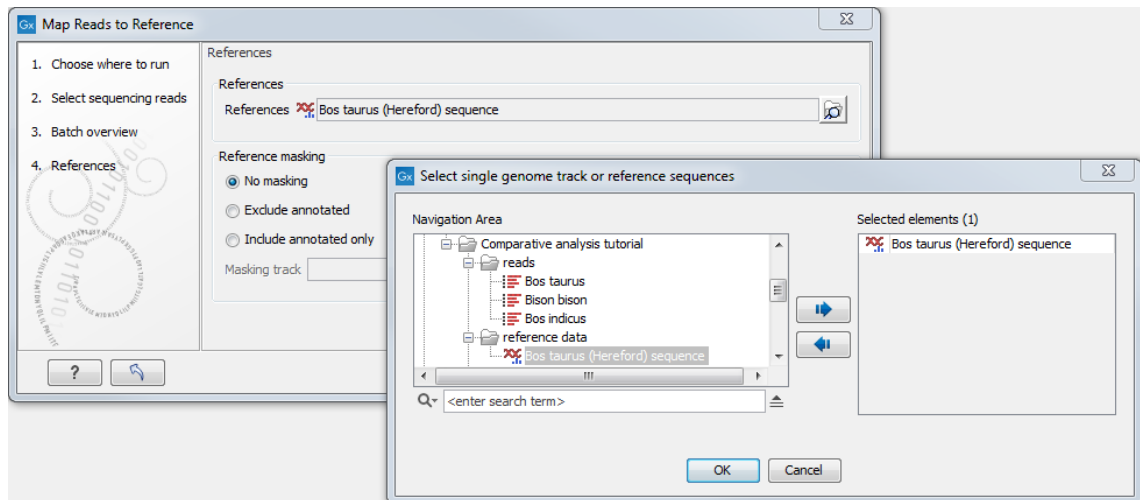 Gx Map Reads to Reference
1. Choose where to run
2. Select sequencing reads
3. Batch overview
4. References
References
References
References Bos taurus (Hereford) sequence
Reference masking
No masking
Exclude annotated
Include annotated only
Masking track
?
Gx Select single genome track or reference sequences
Navigation Area
Comparative analysis tutorial
reads
Bos taurus
Bison bison
Bos indicus
reference data
Bos taurus (Hereford) sequence
<enter search term>
Selected elements (1)
Bos taurus (Hereford) sequence
OK Cancel